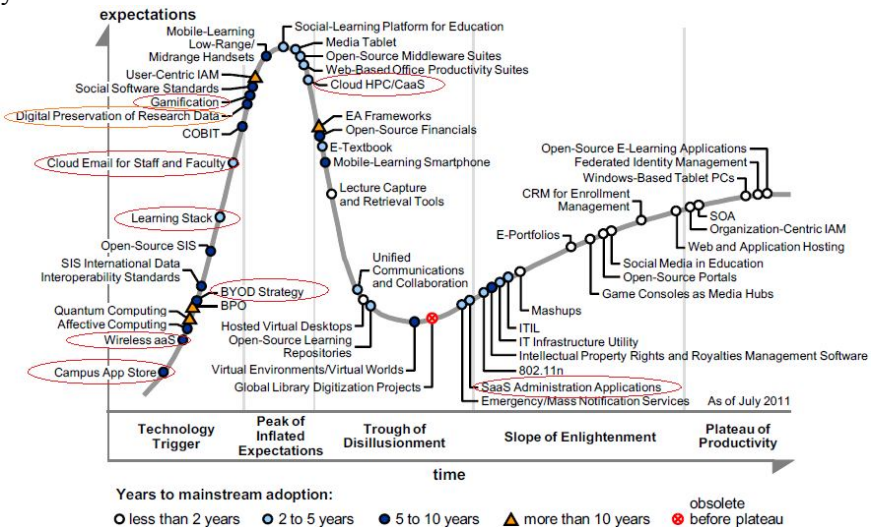 y
expectations
Social-Learning Platform for Education
Mobile-Learning
Low-Range/
Midrange Handsets
Media Tablet
Open-Source Middleware Suites
Web-Based Office Productivity Suites
User-Centric IAM
Social Software Standards
Cloud HPC/CaaS
Gamification
Digital Preservation of Research Data
COBIT
EA Frameworks
Open-Source Financials
E-Textbook
Mobile-Learning Smartphone
Cloud Email for Staff and Faculty
Lecture Capture
and Retrieval Tools
Learning Stack
Open-Source SIS
SIS International Data
Interoperability Standards
BYOD Strategy
BPO
Quantum Computing
Affective Computing
Wireless aaS
Campus App Store
Unified
Communications
and Collaboration
Hosted Virtual Desktops
Open-Source Learning
Repositories
Virtual Environments/Virtual Worlds
Global Library Digitization Projects
Open-Source E-Learning Applications
Federated Identity Management
Windows-Based Tablet PCs
CRM for Enrollment
Management
SOA
Organization-Centric IAM
Web and Application Hosting
E-Portfolios
Social Media in Education
Open-Source Portals
Game Consoles as Media Hubs
Mashups
ITIL
IT Infrastructure Utility
Intellectual Property Rights and Royalties Management Software
802.11n
SaaS Administration Applications
Emergency/Mass Notification Services
As of July 2011
Technology
Trigger
Peak of
Inflated
Expectations
Trough of
Disillusionment
Slope of Enlightenment
Plateau of
Productivity
time
Years to mainstream adoption:
less than 2 years
2 to 5 years
5 to 10 years
more than 10 years
obsolete
before plateau